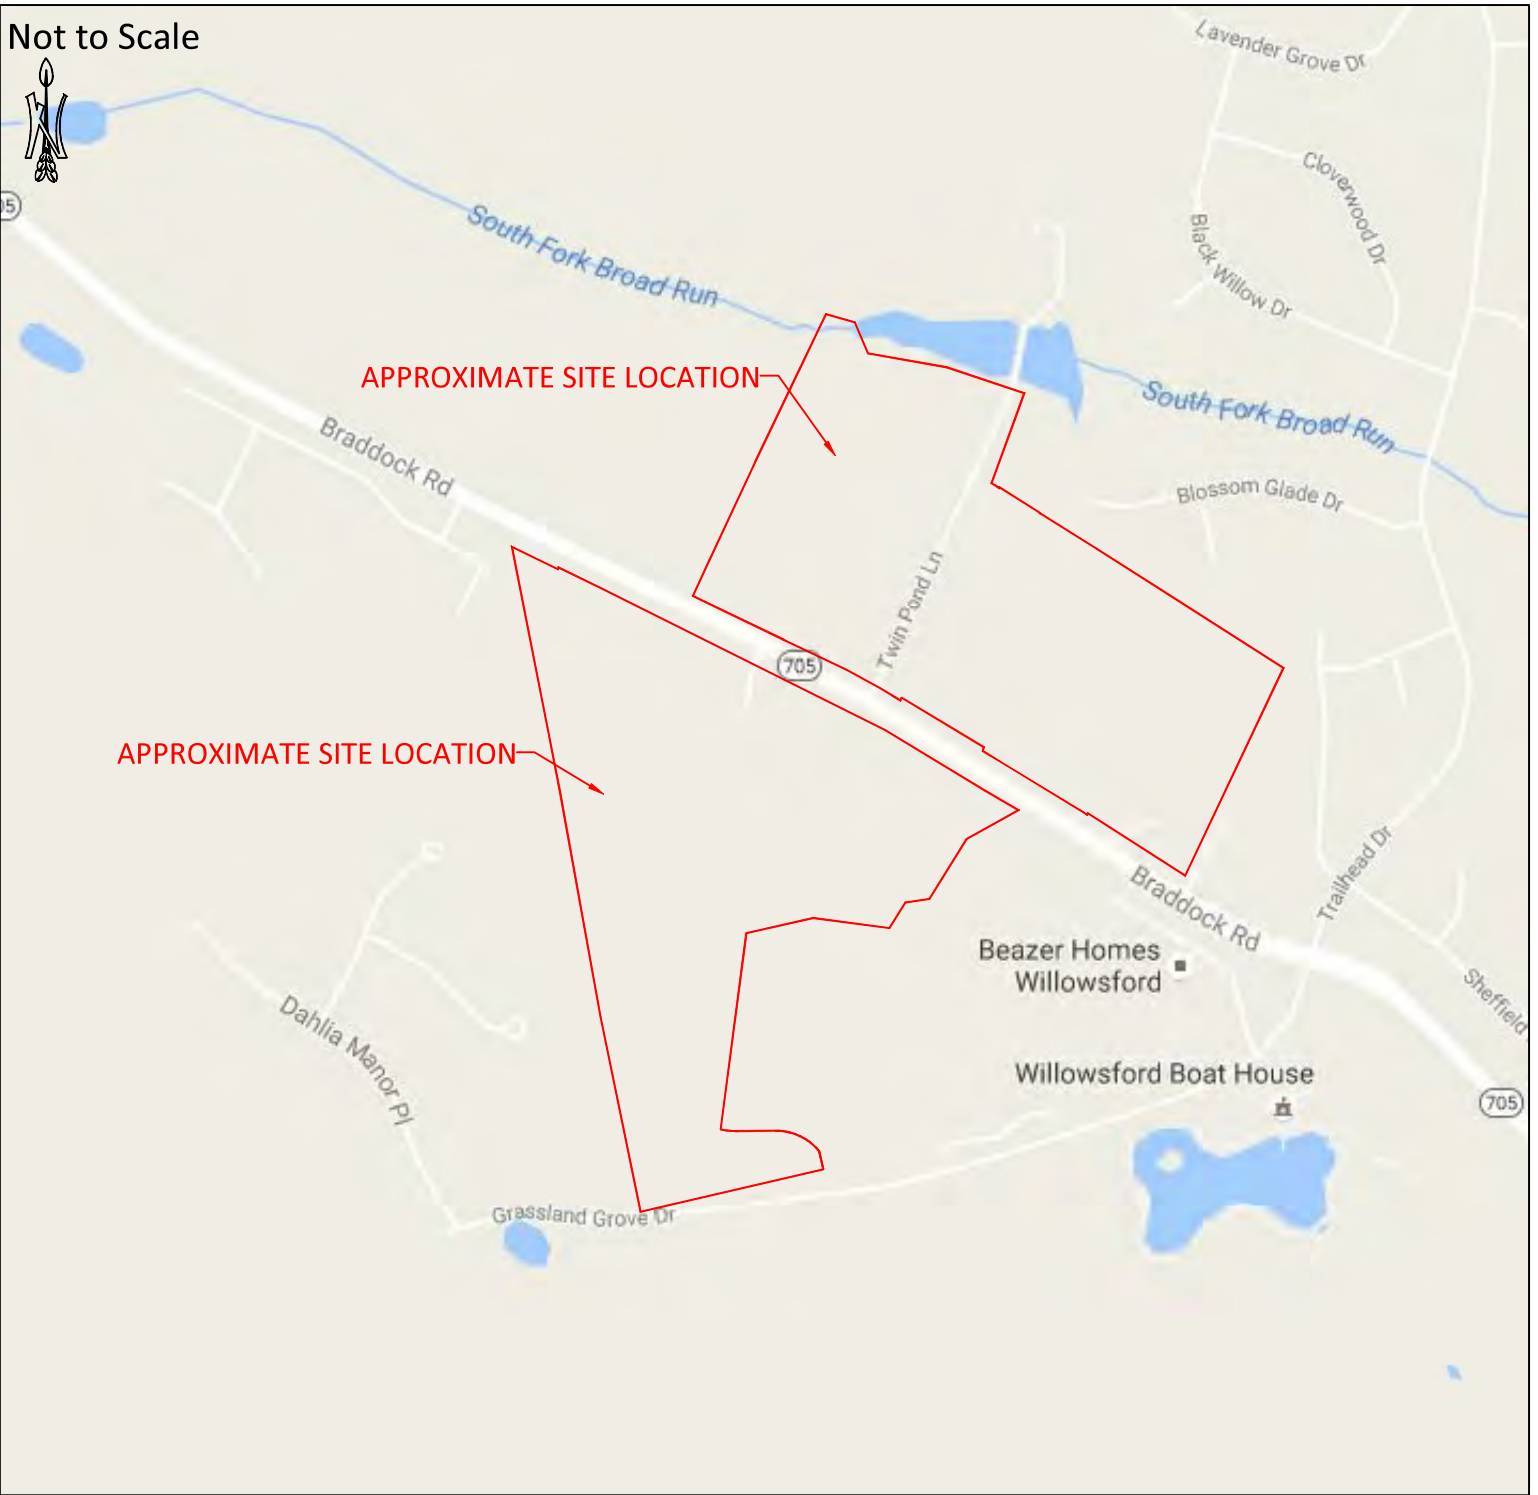 Not to Scale
N
Lavender Grove Dr
Cloverwood Dr
Black Willow Dr
05
South Fork Broad Run
APPROXIMATE SITE LOCATION
South Fork Broad Run
Braddock Rd
Blossom Glade Dr
Twin Pond Ln
705
APPROXIMATE SITE LOCATION
Trailhead Dr
Braddock Rd
Beazer Homes
Willowsford
Sheffield
Dahlia Manor Pl
Willowsford Boat House
705
Grassland Grove Dr